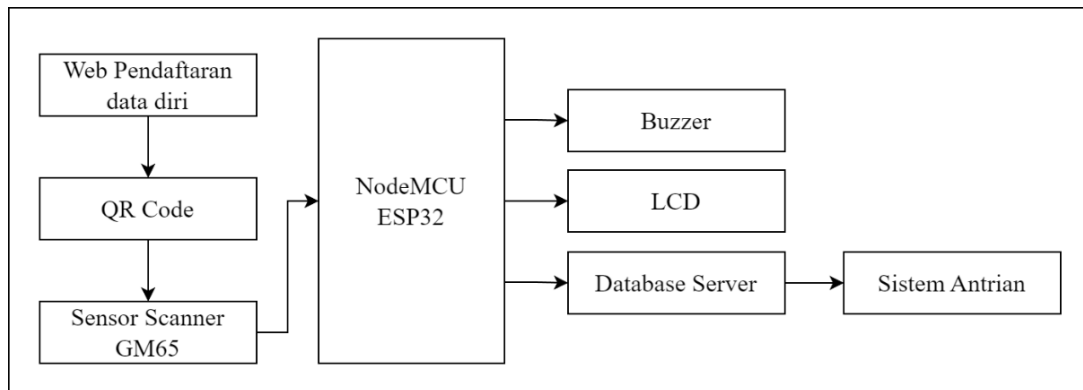 Web Pendaftaran
data diri
QR Code
Sensor Scanner
GM65
NodeMCU
ESP32
Buzzer
LCD
Database Server
Sistem Antrian